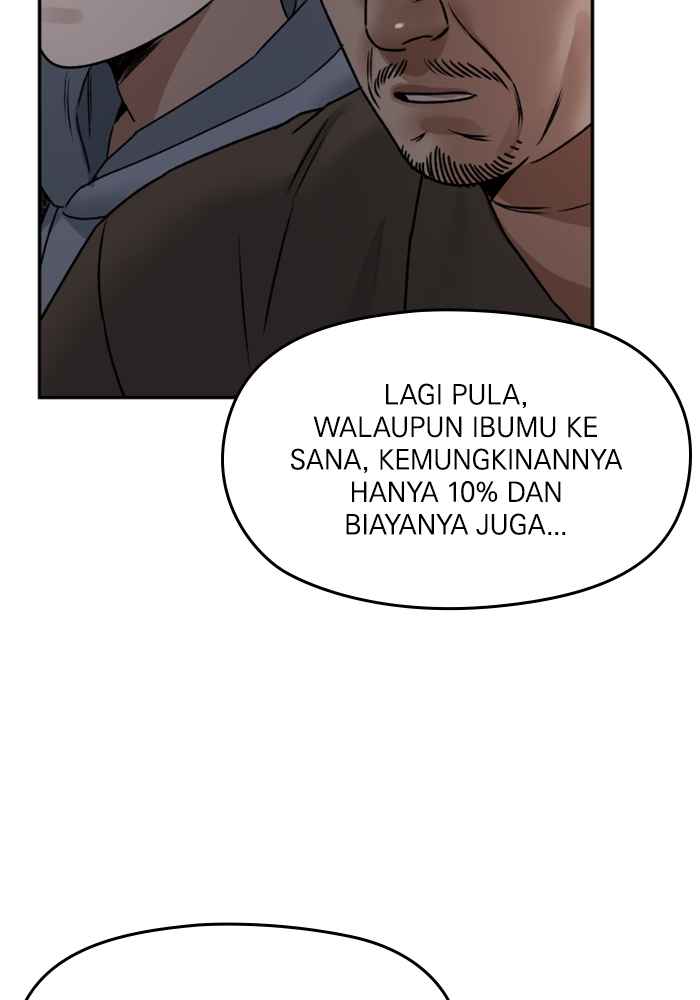 LAGI PULA,
WALAUPUN IBUMU KE
SANA, KEMUNGKINANNYA
HANYA 10% DAN
BIAYANYA JUGA...